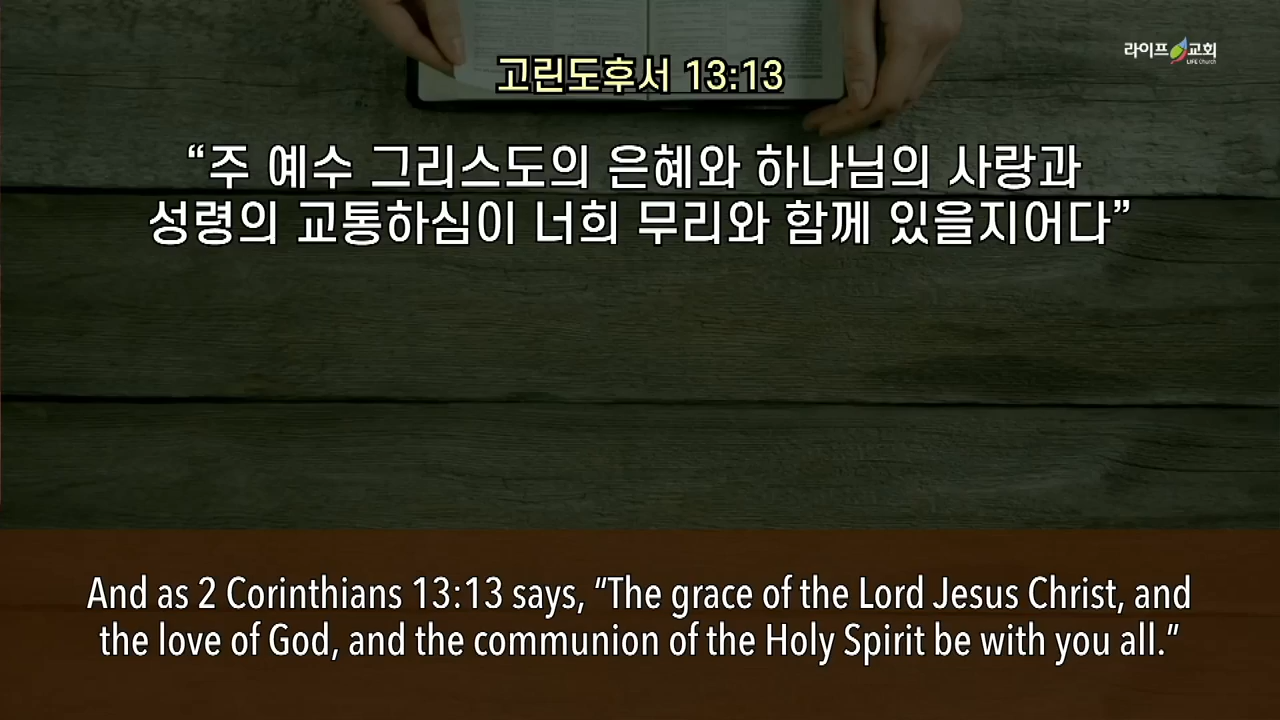 라이프교회
LIFE Church
고린도후서 13:13
“주 예수 그리스도의 은혜와 하나님의 사랑과
성령의 교통하심이 너희 무리와 함께 있을지어다”
And as 2 Corinthians 13:13 says, “The grace of the Lord Jesus Christ, and
the love of God, and the communion of the Holy Spirit be with you all.”